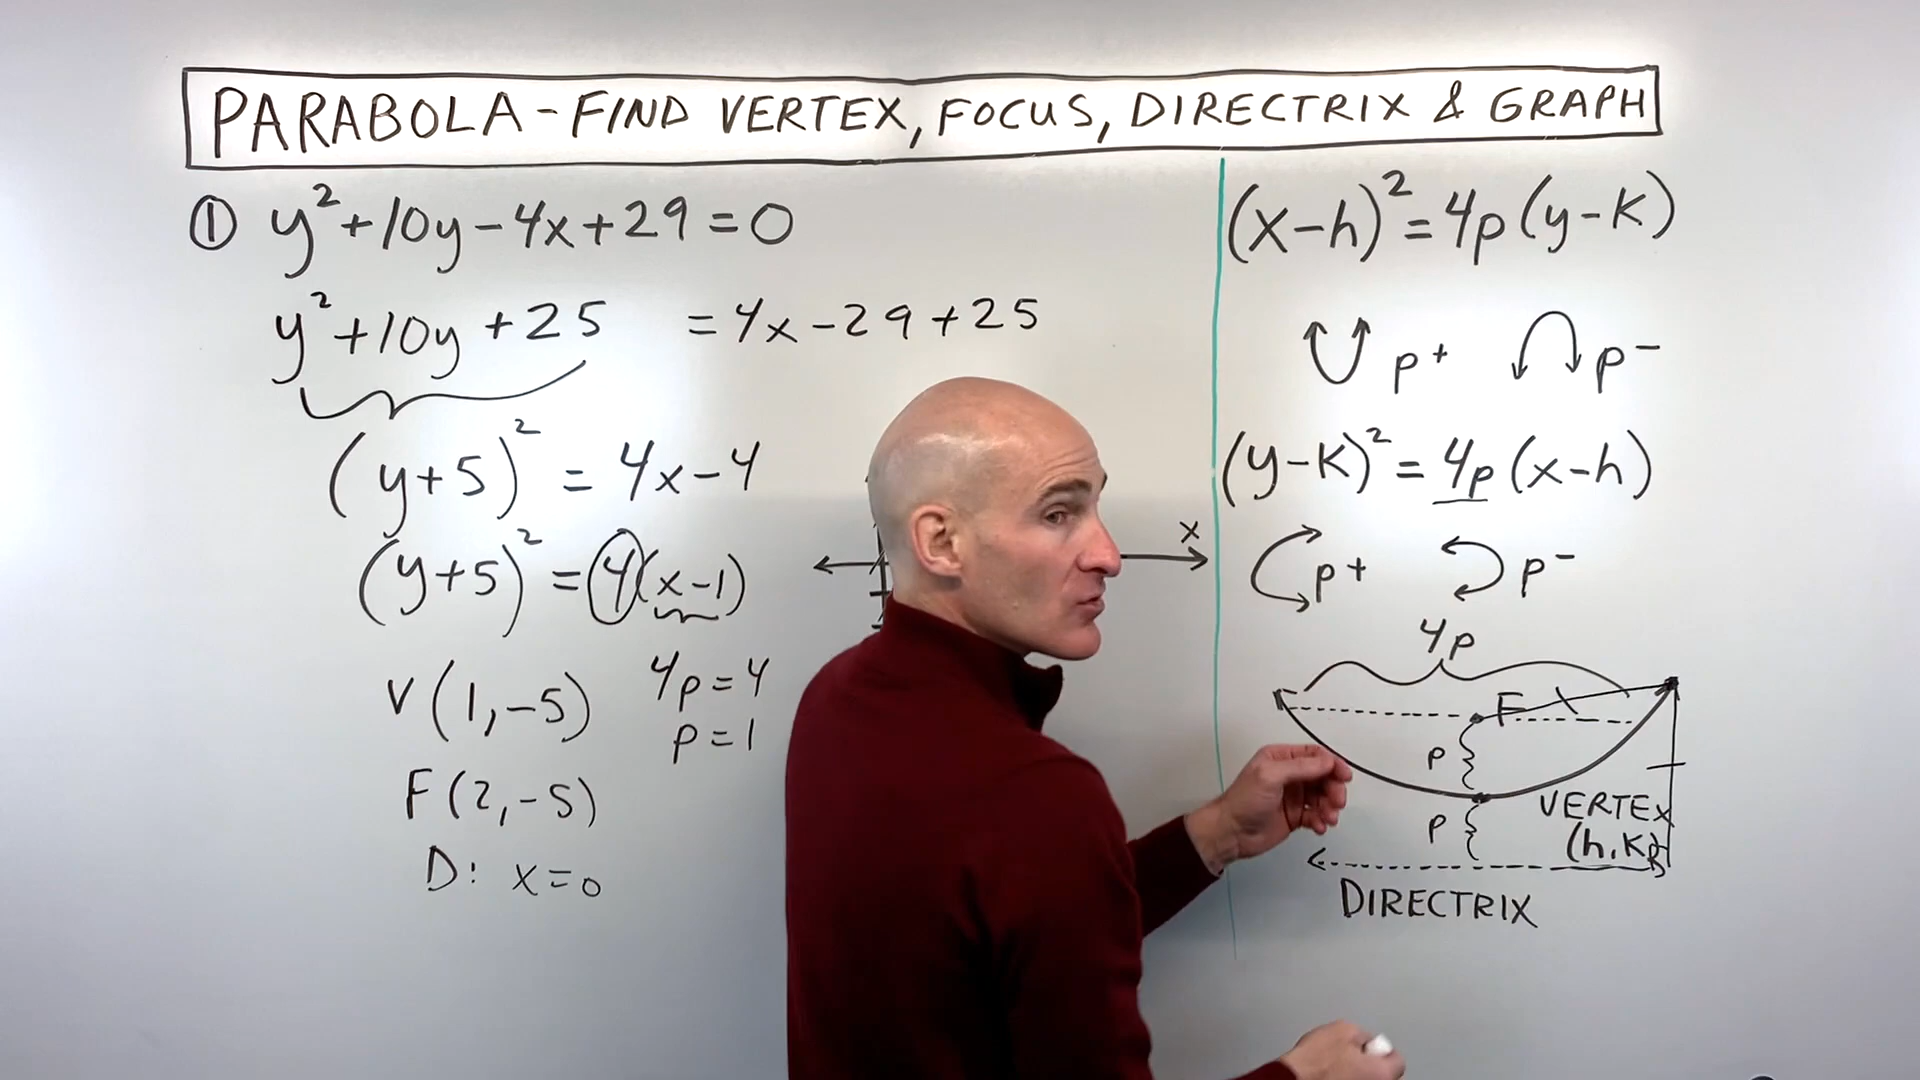 PARABOLA - FIND VERTEX, FOCUS, DIRECTRIX & GRAPH
① y²+10y-4x+29=0
y²+10y+25 =4x-29+25
(y+5)² = 4x-4
(y+5)² =4(x-1)
V(1,-5) 4p=4
p=1
F(2,-5)
D: x=0
x
(x-h)²=4p(y-k)
p+ p-
(y-k)²=4p(x-h)
p+ p-
4p
F
p
VERTEX
p (h,k)
DIRECTRIX